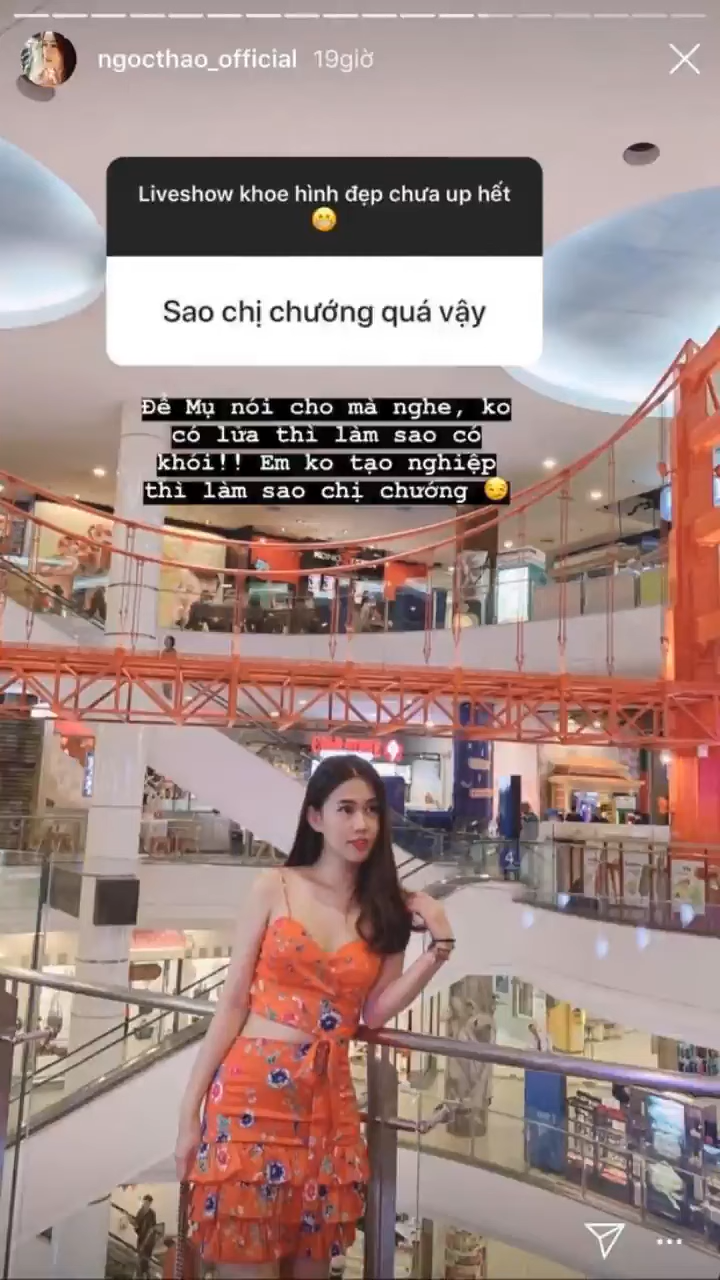 ngocthao_official 19giờ
Liveshow khoe hình đẹp chưa up hết
😁
Sao chị chướng quá vậy
Để Mụ nói cho mà nghe, ko
có lửa thì làm sao có
khói!! Em ko tạo nghiệp
thì làm sao chị chướng 😏
4